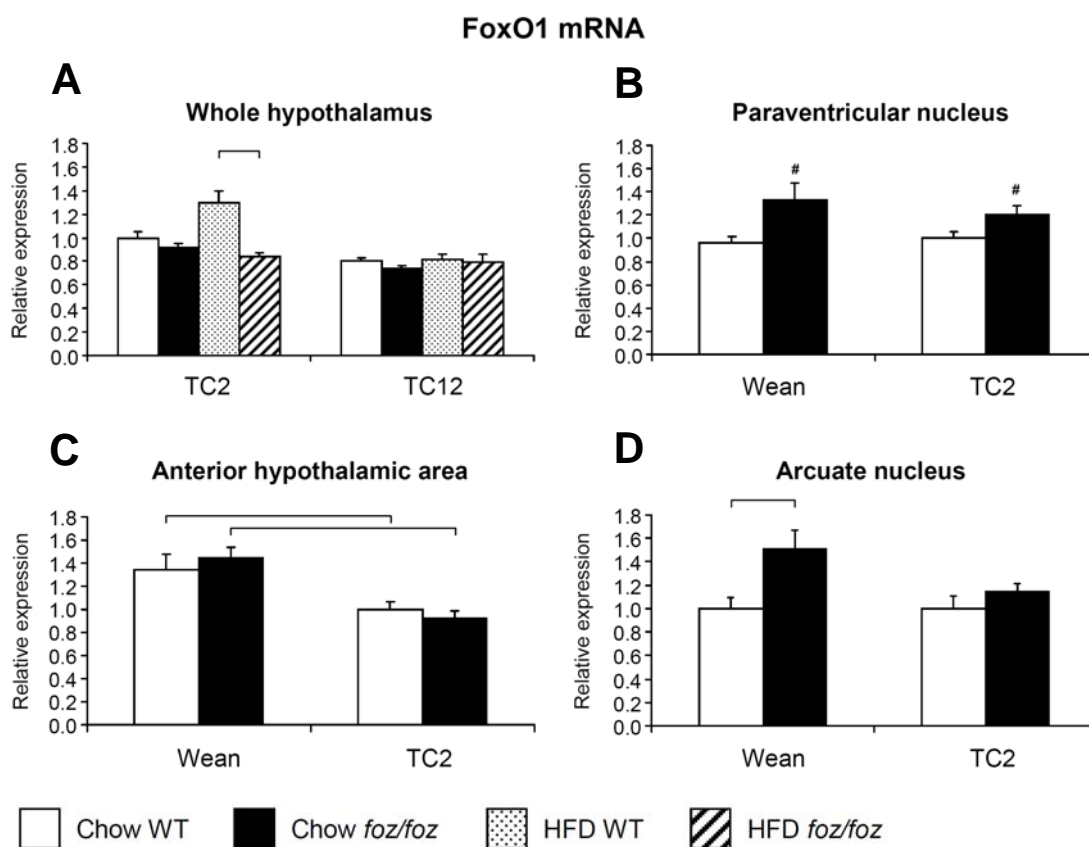 FoxO1 mRNA
A
Whole hypothalamus
Relative expression
1.8
1.6
1.4
1.2
1.0
0.8
0.6
0.4
0.2
0.0
TC2 TC12
B
Paraventricular nucleus
Relative expression
1.8
1.6
1.4
1.2
1.0
0.8
0.6
0.4
0.2
0.0
# #
Wean TC2
C
Anterior hypothalamic area
Relative expression
1.8
1.6
1.4
1.2
1.0
0.8
0.6
0.4
0.2
0.0
Wean TC2
D
Arcuate nucleus
Relative expression
1.8
1.6
1.4
1.2
1.0
0.8
0.6
0.4
0.2
0.0
Wean TC2
Chow WT Chow foz/foz HFD WT HFD foz/foz